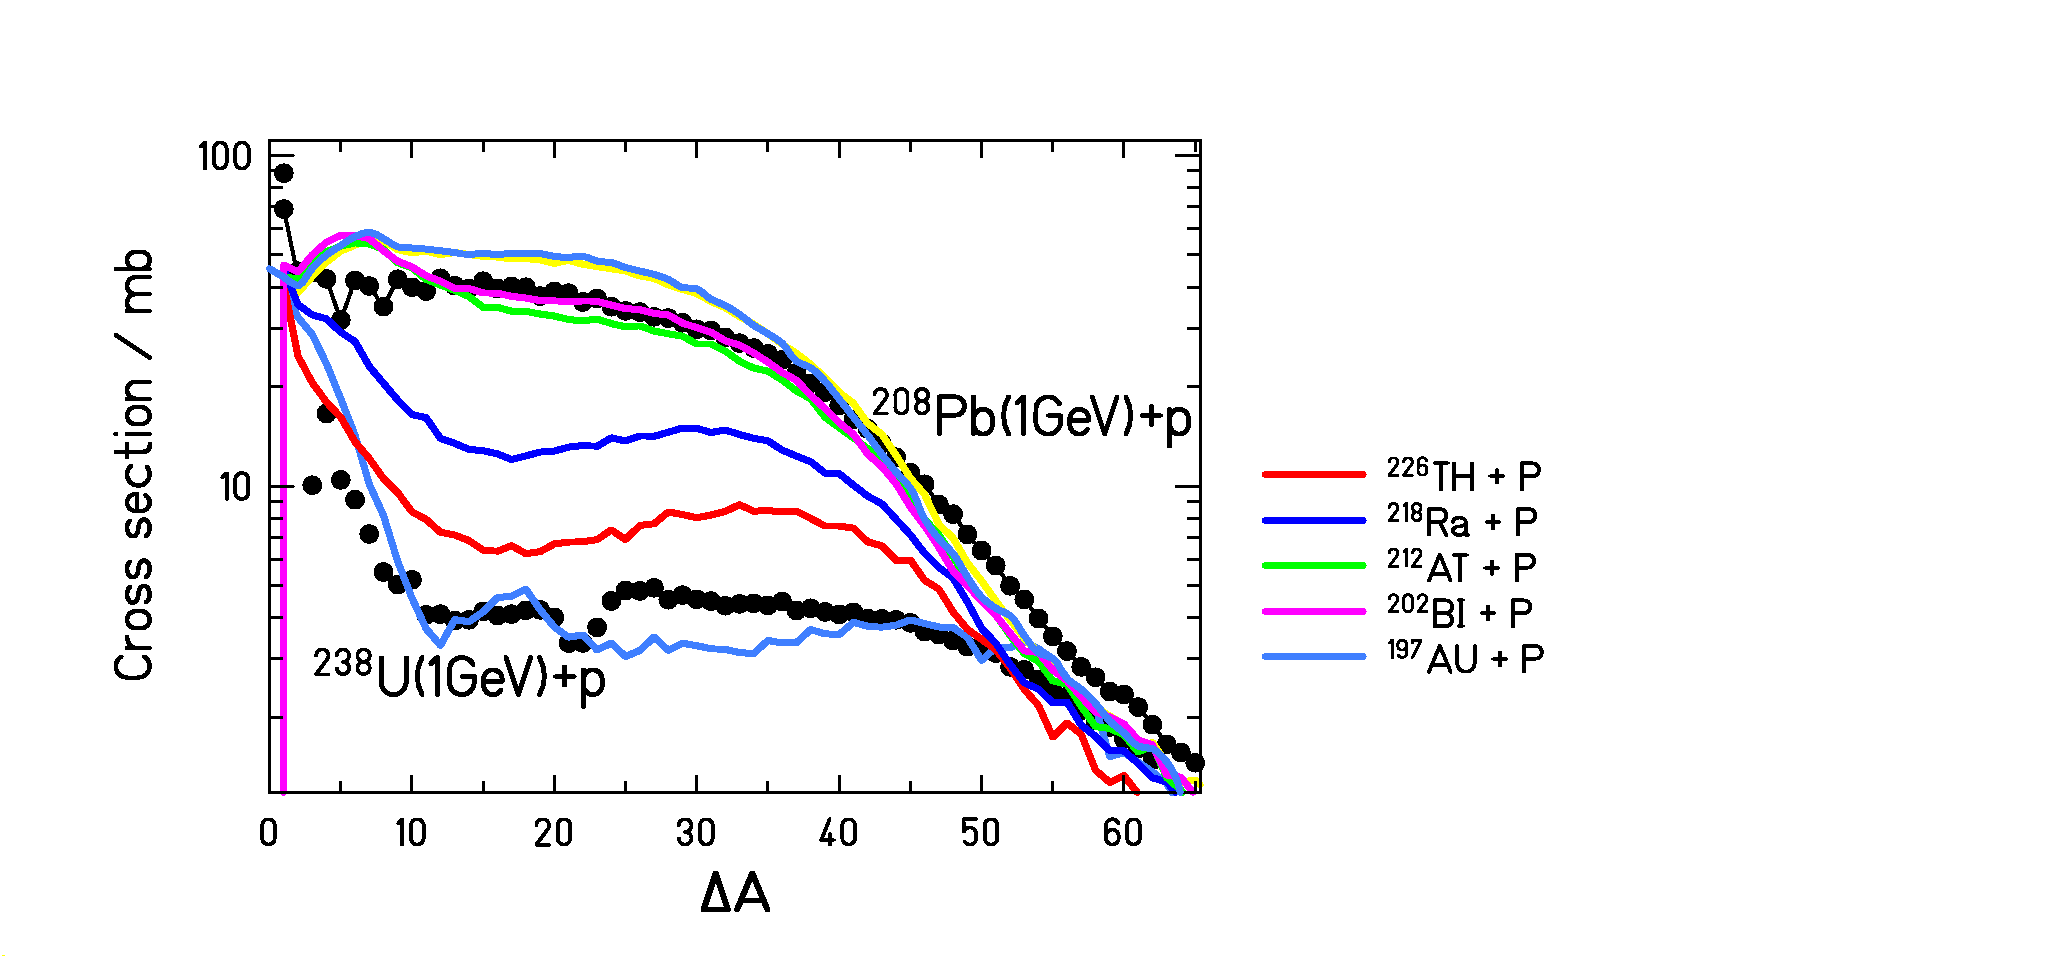 100
10
Cross section / mb
²⁰⁸Pb(1GeV)+p
²³⁸U(1GeV)+p
0 10 20 30 40 50 60
ΔA
²²⁶TH + P
²¹⁸Ra + P
²¹²AT + P
²⁰²BI + P
¹⁹⁷AU + P